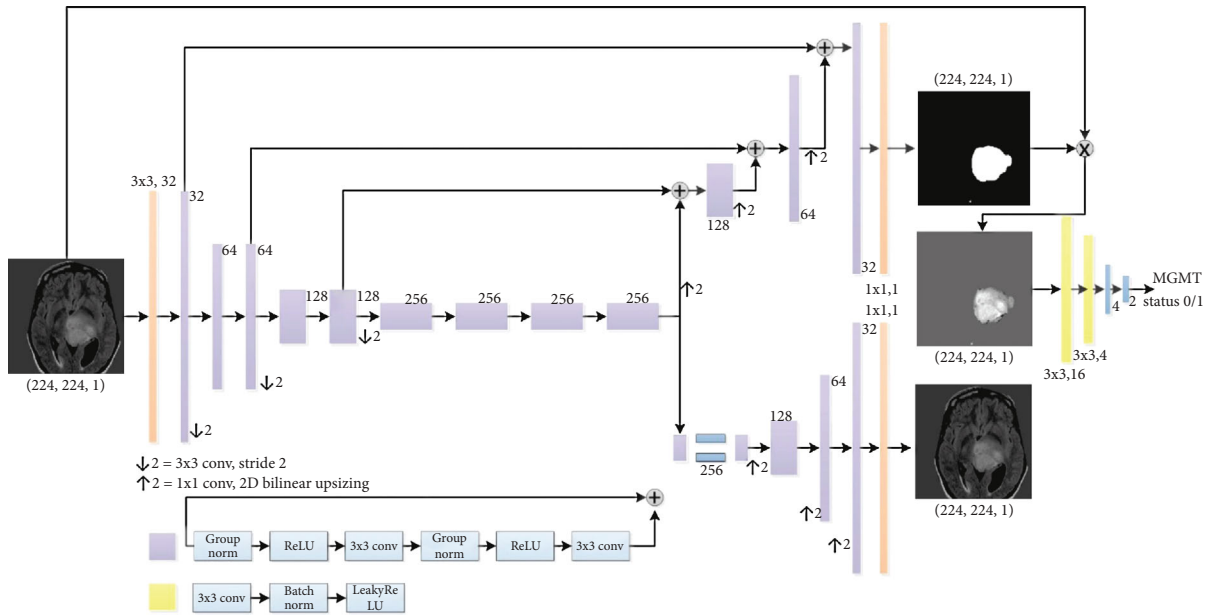 (224, 224, 1)
3x3, 32
32
↓2
64
64
↓2
128
128
↓2
256
256
256
256
↑2
128
↑2
64
↑2
32
1x1,1
(224, 224, 1)
X
(224, 224, 1)
3x3,16
3x3,4
4
2
MGMT
status 0/1
256
↑2
128
↑2
64
↑2
32
1x1,1
(224, 224, 1)
↓2 = 3x3 conv, stride 2
↑2 = 1x1 conv, 2D bilinear upsizing
Group
norm
ReLU
3x3 conv
Group
norm
ReLU
3x3 conv
3x3 conv
Batch
norm
LeakyRe
LU